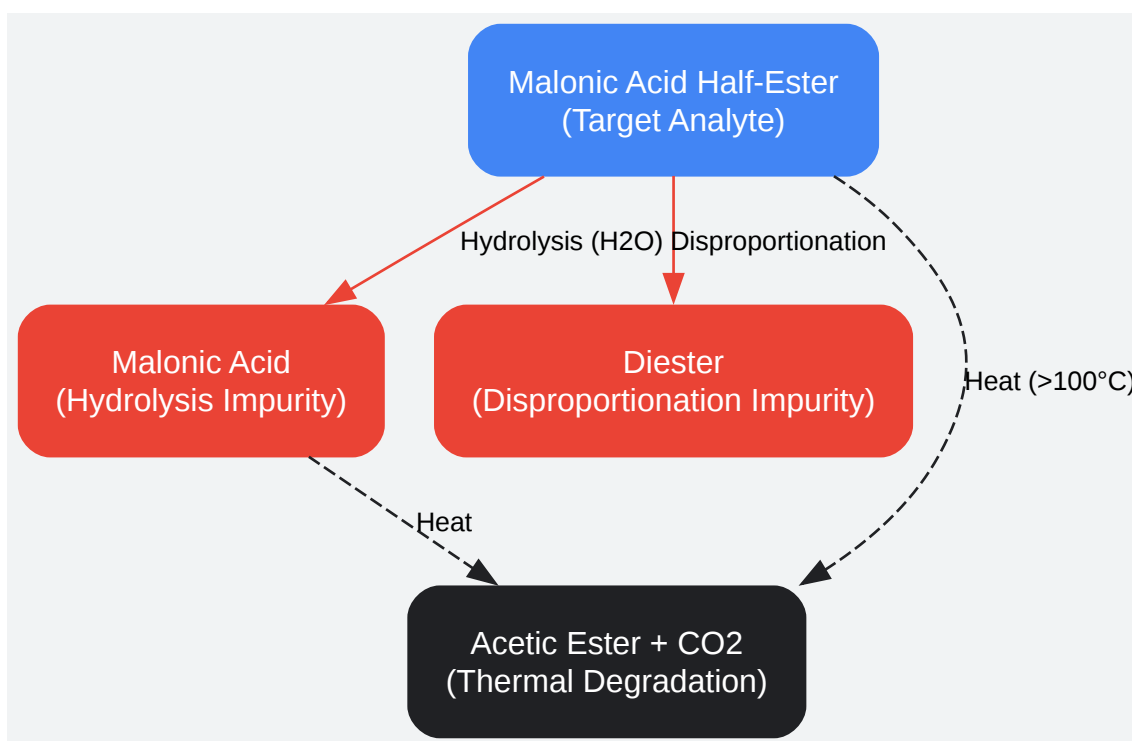 Malonic Acid Half-Ester
(Target Analyte)
Hydrolysis (H2O)
Disproportionation
Malonic Acid
(Hydrolysis Impurity)
Diester
(Disproportionation Impurity)
Heat (>100°C)
Heat
Acetic Ester + CO2
(Thermal Degradation)